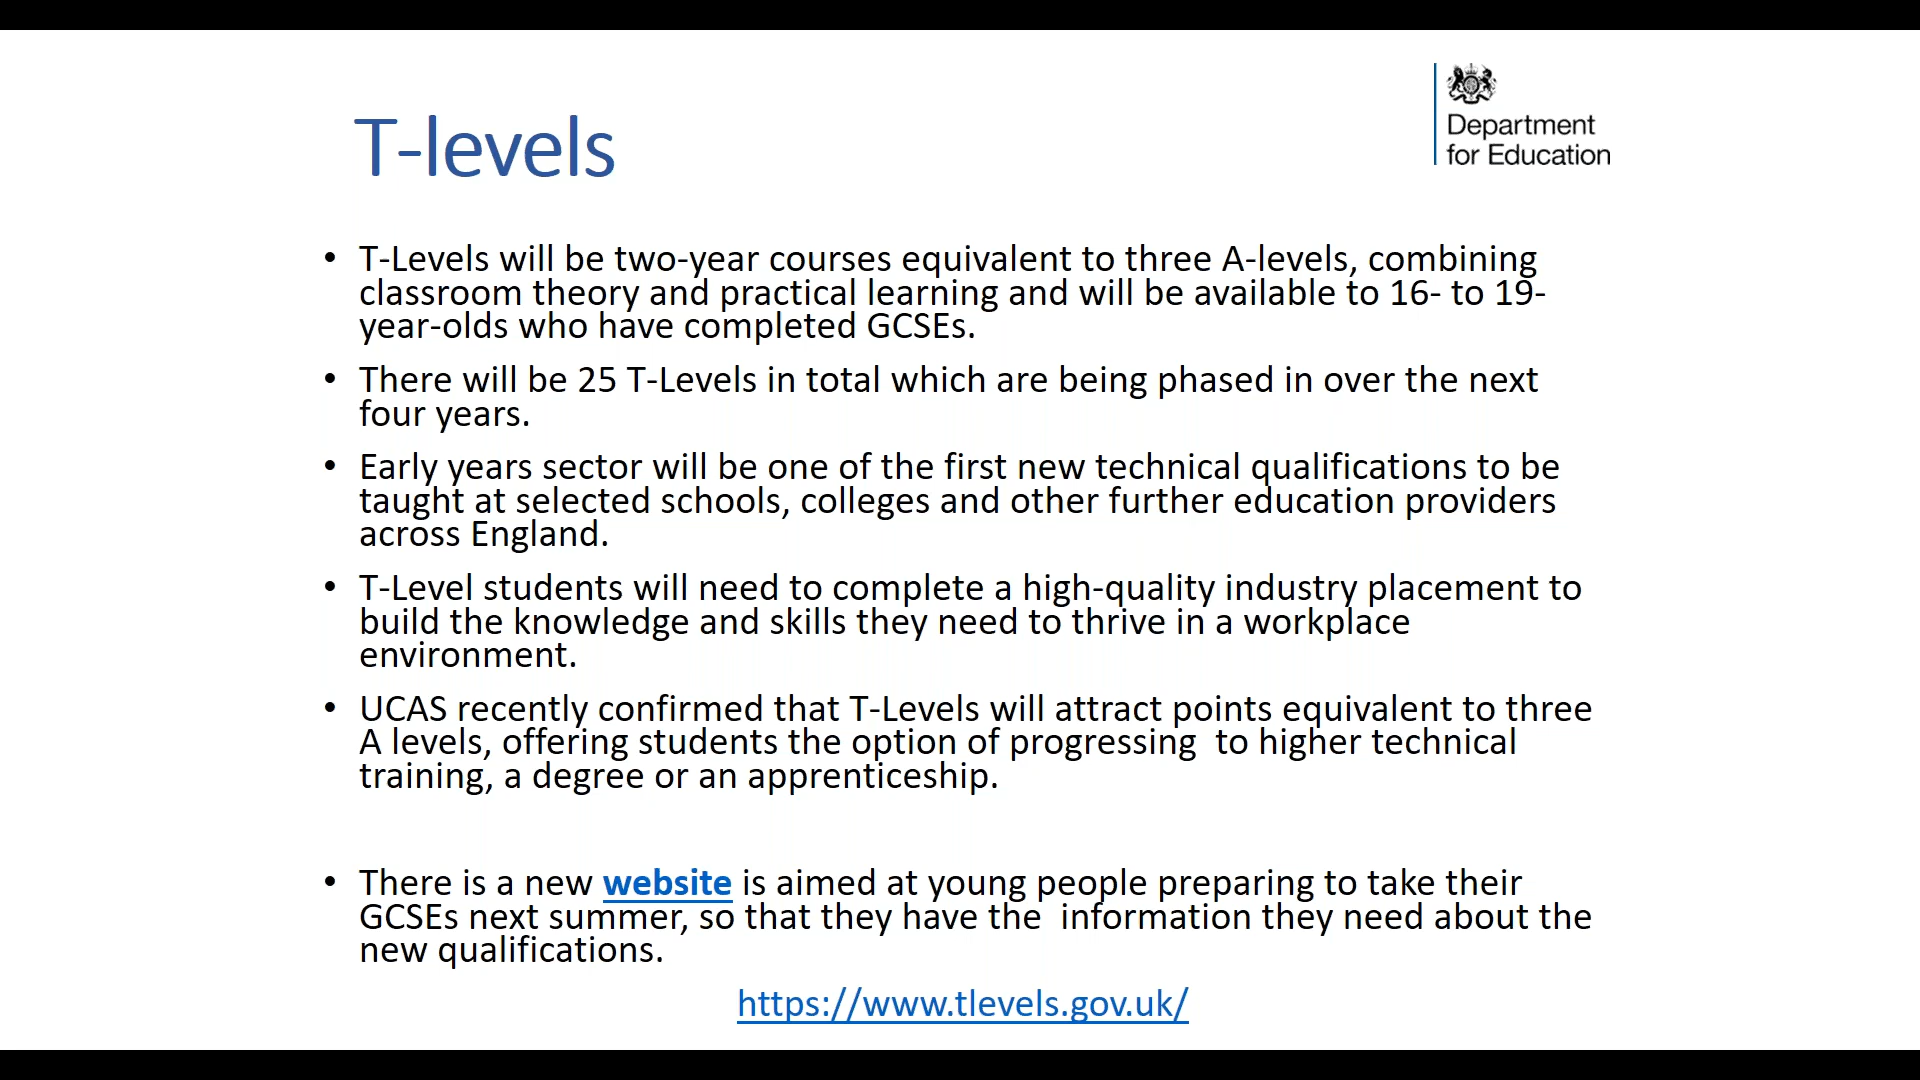 Department
for Education
T-levels
• T-Levels will be two-year courses equivalent to three A-levels, combining
classroom theory and practical learning and will be available to 16- to 19-
year-olds who have completed GCSEs.
• There will be 25 T-Levels in total which are being phased in over the next
four years.
• Early years sector will be one of the first new technical qualifications to be
taught at selected schools, colleges and other further education providers
across England.
• T-Level students will need to complete a high-quality industry placement to
build the knowledge and skills they need to thrive in a workplace
environment.
• UCAS recently confirmed that T-Levels will attract points equivalent to three
A levels, offering students the option of progressing  to higher technical
training, a degree or an apprenticeship.
• There is a new website is aimed at young people preparing to take their
GCSEs next summer, so that they have the  information they need about the
new qualifications.
https://www.tlevels.gov.uk/